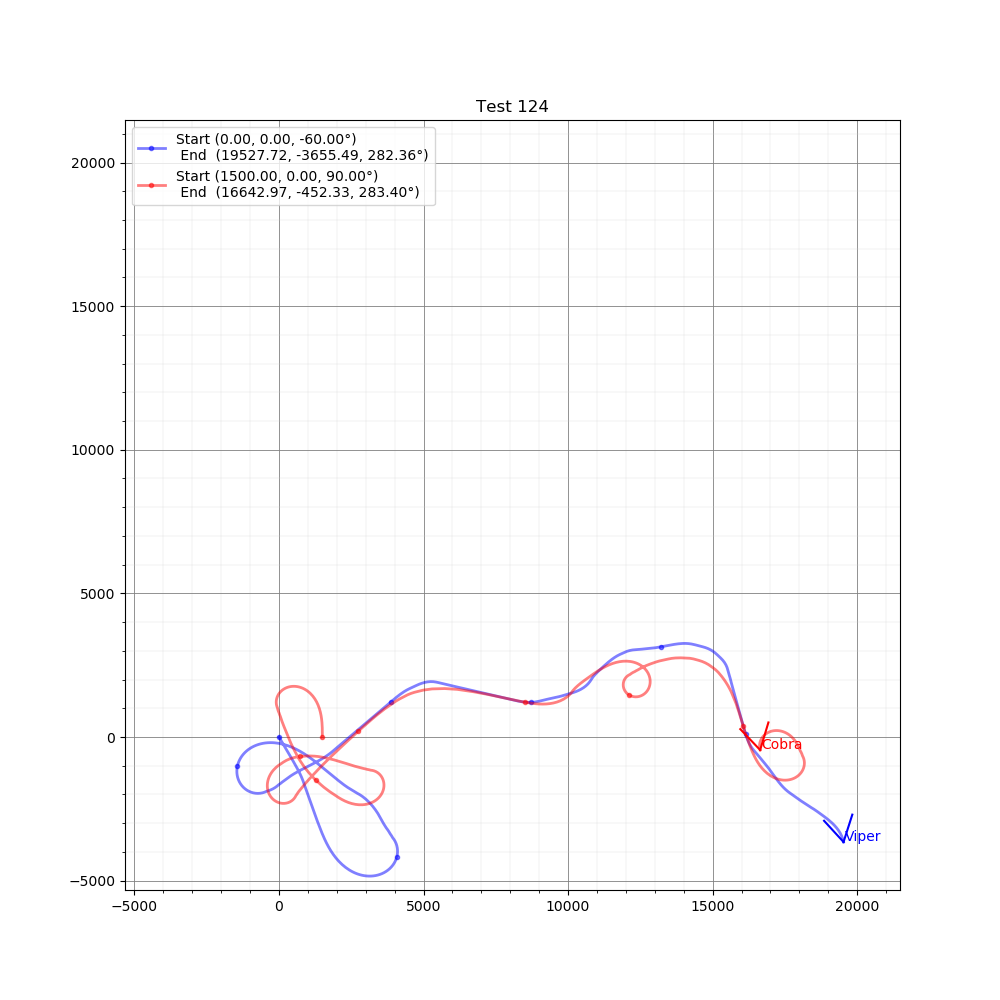 Test 124
Start (0.00, 0.00, -60.00°)
End  (19527.72, -3655.49, 282.36°)
Start (1500.00, 0.00, 90.00°)
End  (16642.97, -452.33, 283.40°)
20000
15000
10000
5000
0
−5000
Cobra
Viper
−5000 0 5000 10000 15000 20000